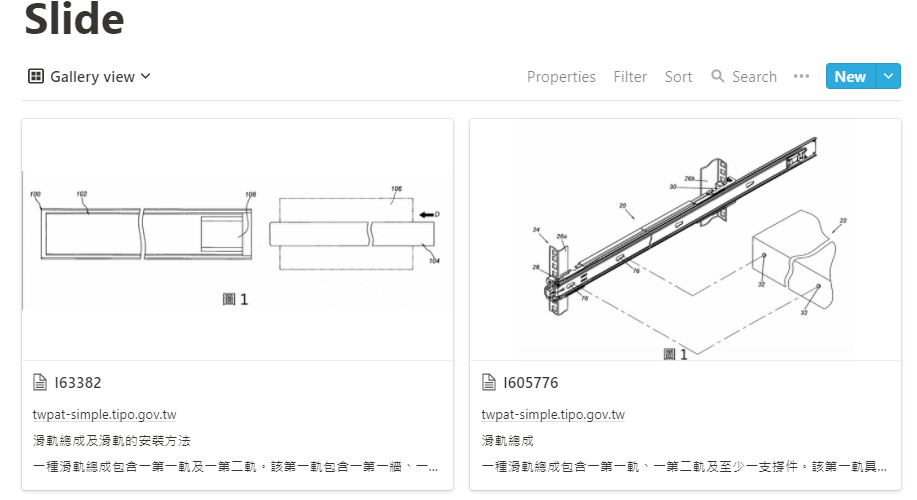 Slide
Gallery view
Properties Filter Sort Search ••• New
100 102 108
106
D
104
圖 1
26b
30
20
22
24
26a
28
76
76
32
32
圖 1
I63382
twpat-simple.tipo.gov.tw
滑軌總成及滑軌的安裝方法
一種滑軌總成包含一第一軌及一第二軌。該第一軌包含一第一牆、一...
I605776
twpat-simple.tipo.gov.tw
滑軌總成
一種滑軌總成包含一第一軌、一第二軌及至少一支撐件。該第一軌具...